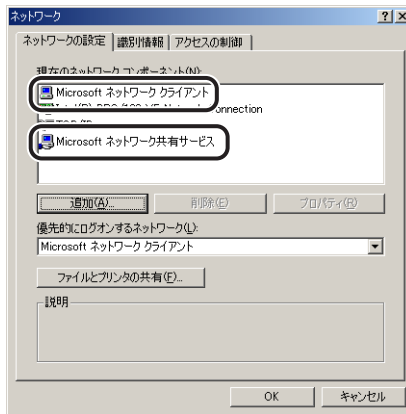 ネットワーク
ネットワークの設定 識別情報 アクセスの制御
現在のネットワーク コンポーネント(N):
Microsoft ネットワーク クライアント
onnection
Microsoft ネットワーク共有サービス
追加(A)... 削除(E) プロパティ(R)
優先的にログオンするネットワーク(L):
Microsoft ネットワーク クライアント
ファイルとプリンタの共有(F)...
説明
OK キャンセル